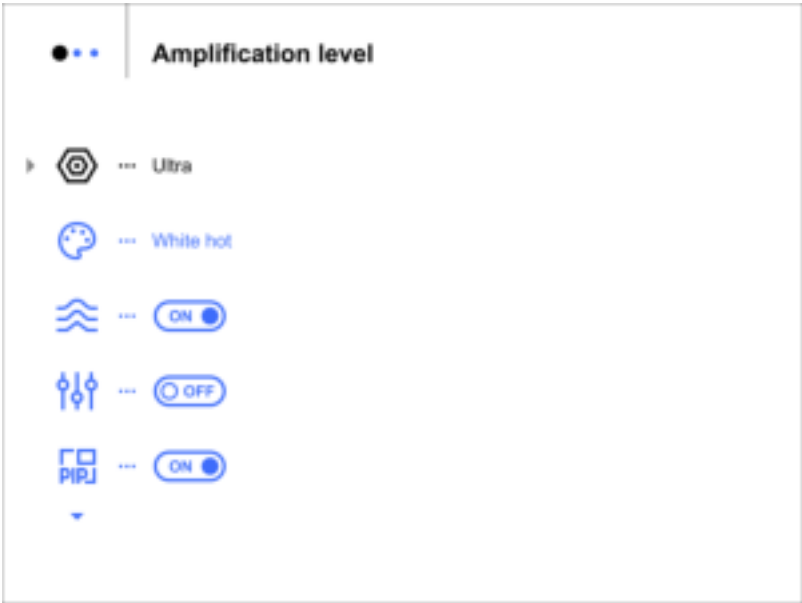 Amplification level
Ultra
White hot
ON
OFF
PIP
ON